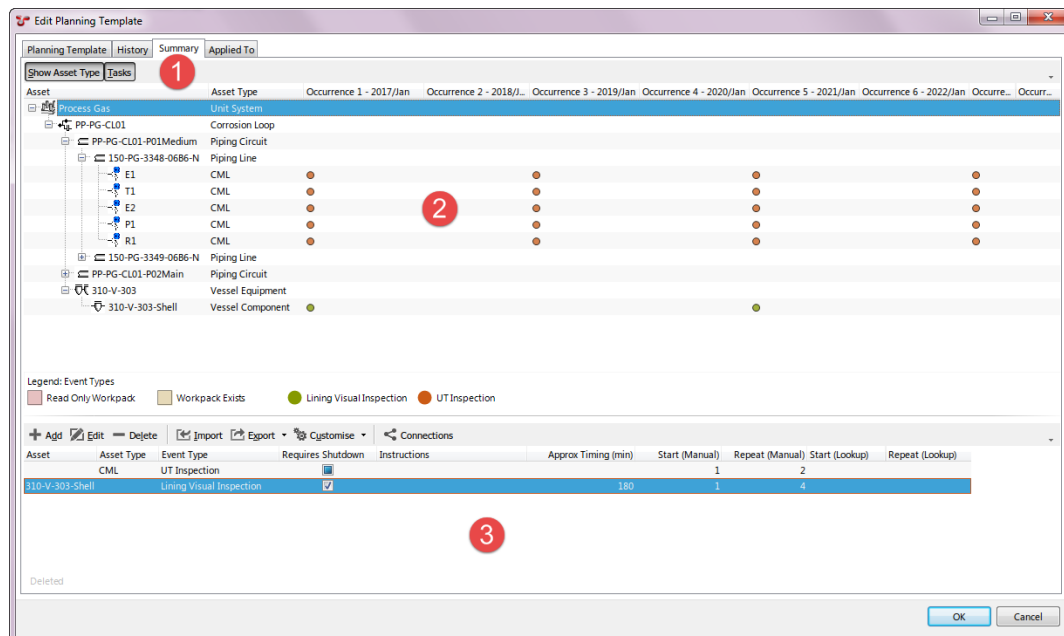 Edit Planning Template
Planning Template History Summary Applied To
1
Show Asset Type Tasks
Asset Asset Type Occurrence 1 - 2017/Jan Occurrence 2 - 2018/J... Occurrence 3 - 2019/Jan Occurrence 4 - 2020/Jan Occurrence 5 - 2021/Jan Occurrence 6 - 2022/Jan Occurre... Occurr...
Process Gas Unit System
PP-PG-CL01 Corrosion Loop
PP-PG-CL01-P01Medium Piping Circuit
150-PG-3348-06B6-N Piping Line
E1 CML
T1 CML
E2 CML
2
P1 CML
R1 CML
150-PG-3349-06B6-N Piping Line
PP-PG-CL01-P02Main Piping Circuit
310-V-303 Vessel Equipment
310-V-303-Shell Vessel Component
Legend: Event Types
Read Only Workpack Workpack Exists Lining Visual Inspection UT Inspection
Add Edit Delete Import Export Customise Connections
Asset Asset Type Event Type Requires Shutdown Instructions Approx Timing (min) Start (Manual) Repeat (Manual) Start (Lookup) Repeat (Lookup)
CML UT Inspection 1 2
310-V-303-Shell Lining Visual Inspection 180 1 4
3
Deleted
OK Cancel